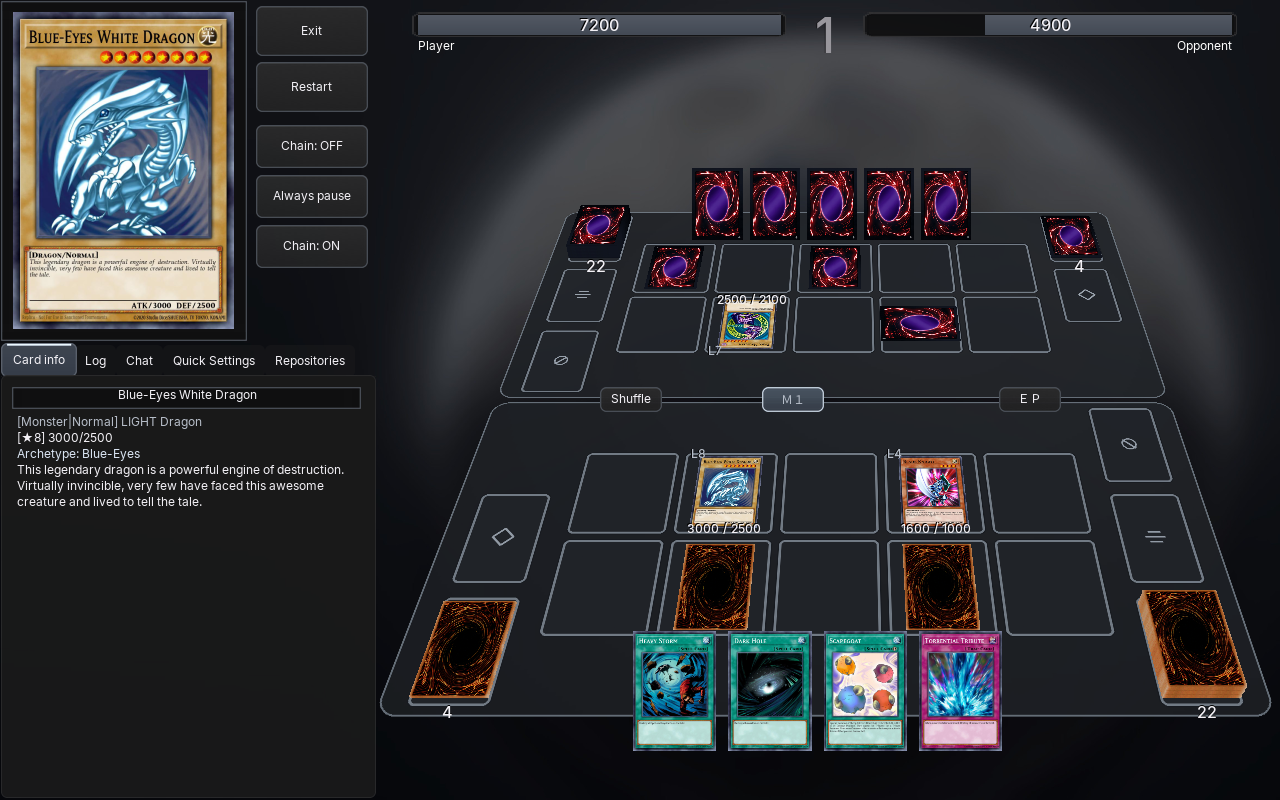 BLUE-EYES WHITE DRAGON
[DRAGON/NORMAL]
This legendary dragon is a powerful engine of destruction. Virtually
invincible, very few have faced this awesome creature and lived to tell
the tale.
ATK/3000 DEF/2500
Exit
Restart
Chain: OFF
Always pause
Chain: ON
7200
Player
1
4900
Opponent
Card info
Log
Chat
Quick Settings
Repositories
Blue-Eyes White Dragon
[Monster|Normal] LIGHT Dragon
[★8] 3000/2500
Archetype: Blue-Eyes
This legendary dragon is a powerful engine of destruction.
Virtually invincible, very few have faced this awesome
creature and lived to tell the tale.
22
4
2500 / 2100
L7
Shuffle
M 1
E P
L8
3000 / 2500
L4
1600 / 1000
4
22
HEAVY STORM
DARK HOLE
SCAPEGOAT
TORRENTIAL TRIBUTE